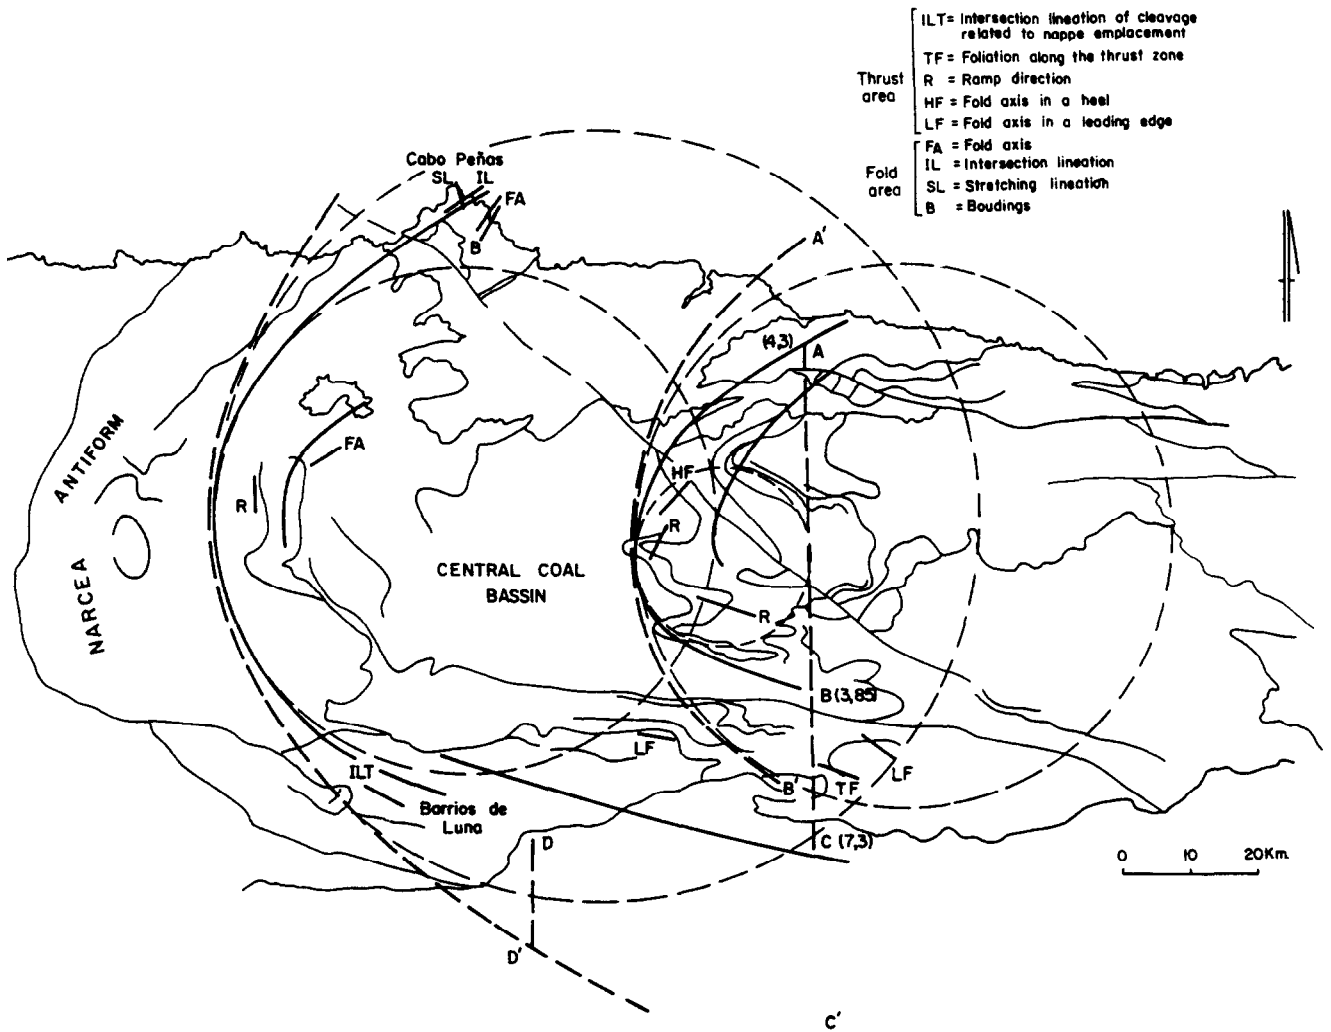 ILT = Intersection lineation of cleavage
related to nappe emplacement
TF = Foliation along the thrust zone
Thrust
area
R = Ramp direction
HF = Fold axis in a heel
LF = Fold axis in a leading edge
FA = Fold axis
Fold
area
IL = Intersection lineation
SL = Stretching lineation
B = Boudings
Cabo Peñas
SL IL
FA
B
A'
(4,3) A
FA
HF
ANTIFORM
R
R
CENTRAL COAL
BASSIN
NARCEA
R
B (3,85)
LF
LF
ILT
B' TF
Barrios de
Luna
D
C (7,3)
0 10 20Km.
D'
C'